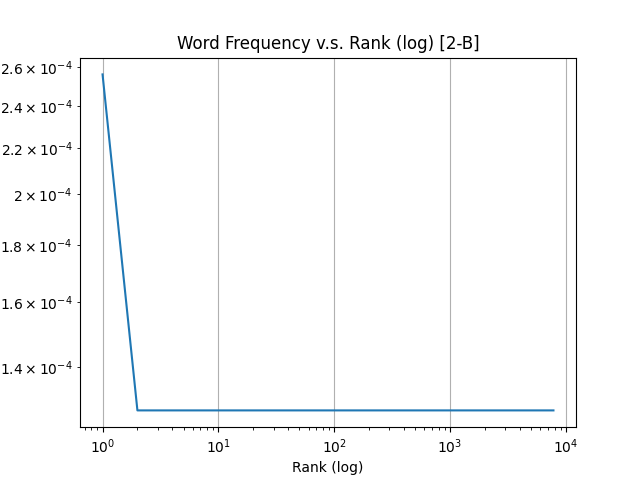 Word Frequency v.s. Rank (log) [2-B]
2.6 × 10⁻⁴
2.4 × 10⁻⁴
2.2 × 10⁻⁴
2 × 10⁻⁴
1.8 × 10⁻⁴
1.6 × 10⁻⁴
1.4 × 10⁻⁴
10⁰ 10¹ 10² 10³ 10⁴
Rank (log)